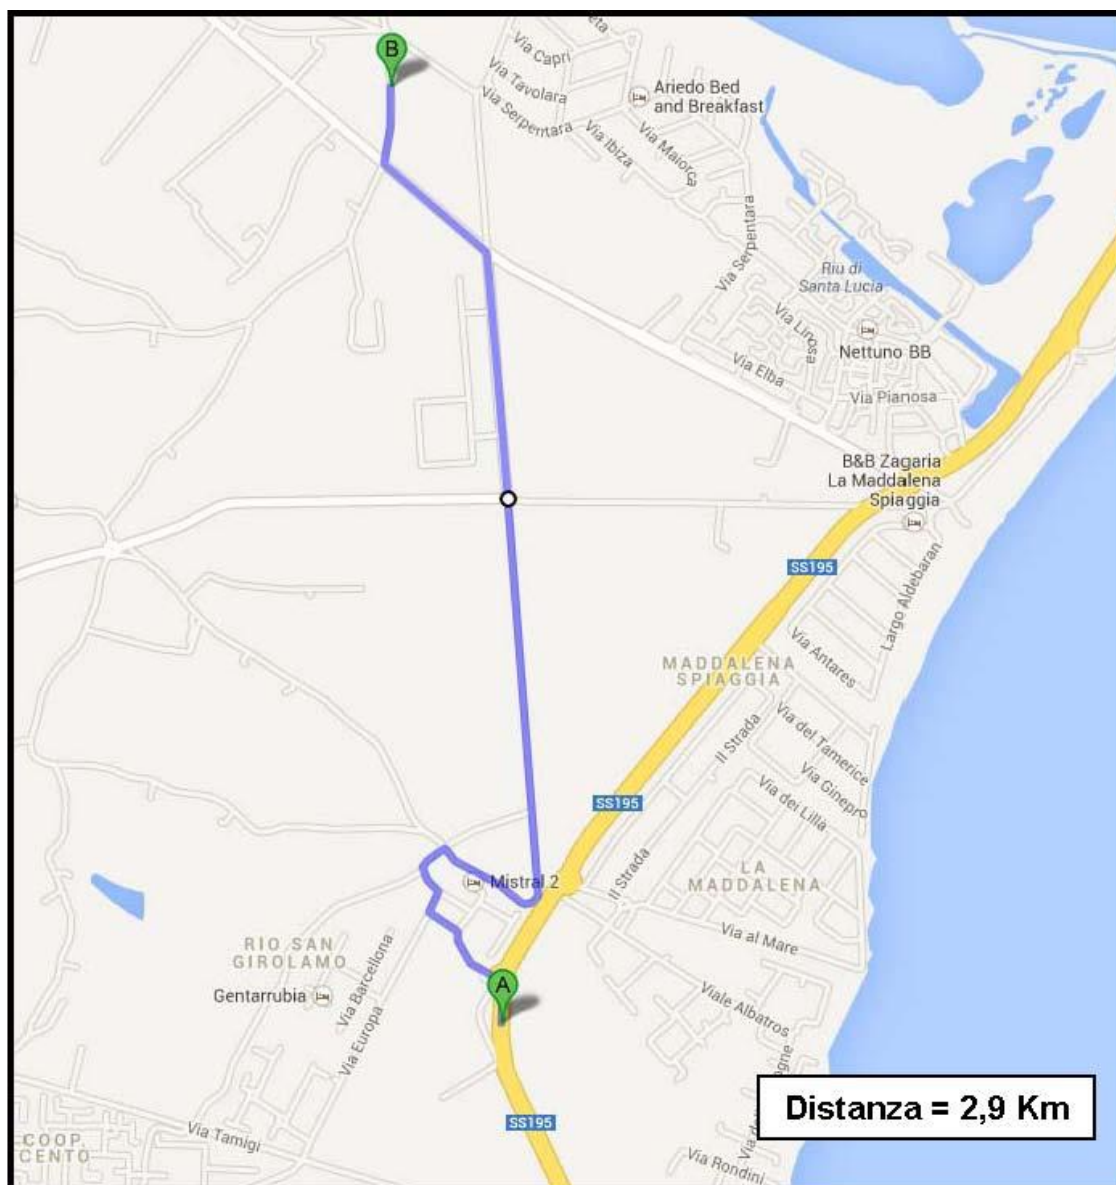 B
Via Capri
Via Tavolara
Via Serpentara
Ariedo Bed
and Breakfast
Via Ibiza
Via Maiorca
Via Serpentara
Riu di
Santa Lucia
Via Linosa
Nettuno BB
Via Elba
Via Pianosa
B&B Zagaria
La Maddalena
Spiaggia
SS195
Largo Aldebaran
Via Antares
MADDALENA
SPIAGGIA
II Strada
Via del Tamerice
Via Ginepro
Via dei Lillà
SS195
II Strada
LA
MADDALENA
Mistral 2
Via al Mare
RIO SAN
GIROLAMO
Via Barcellona
Gentarrubia
A
Viale Albatros
Via Europa
Distanza = 2,9 Km
SS195
Via Tamigi
COOP
CENTO
Via Rondini